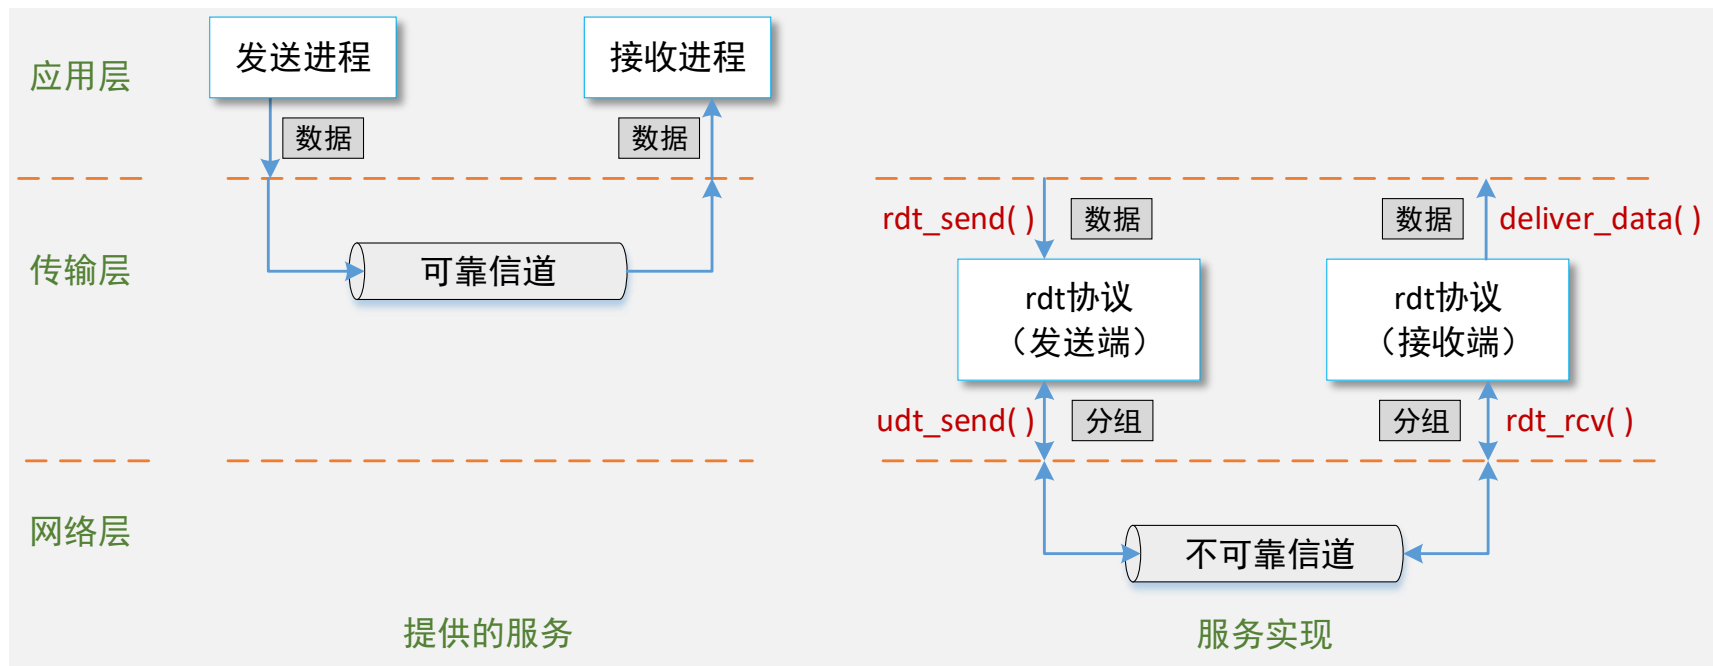 应用层
发送进程
接收进程
数据
数据
传输层
可靠信道
rdt_send( )
数据
数据
deliver_data( )
rdt协议
（发送端）
rdt协议
（接收端）
udt_send( )
分组
分组
rdt_rcv( )
网络层
不可靠信道
提供的服务
服务实现